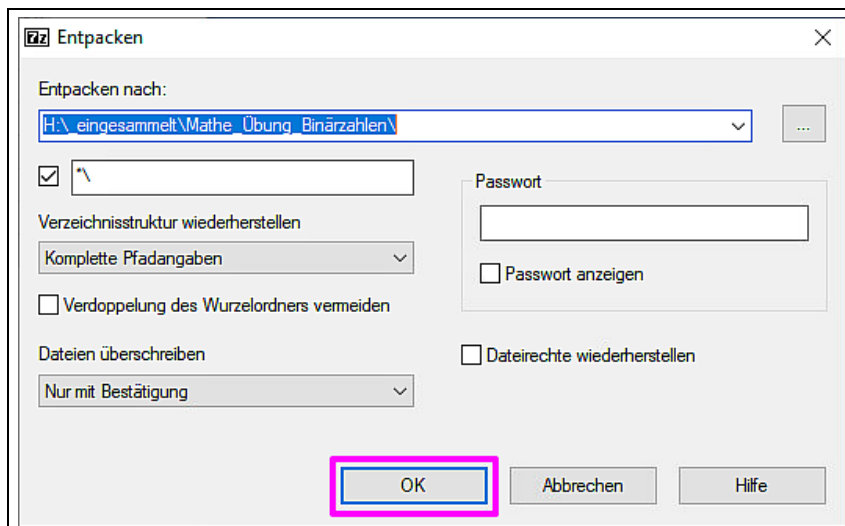 7z Entpacken
Entpacken nach:
H:\_eingesammelt\Mathe_Übung_Binärzahlen\
...
*\
Passwort
Verzeichnisstruktur wiederherstellen
Komplette Pfadangaben
Passwort anzeigen
Verdoppelung des Wurzelordners vermeiden
Dateien überschreiben
Dateirechte wiederherstellen
Nur mit Bestätigung
OK
Abbrechen
Hilfe